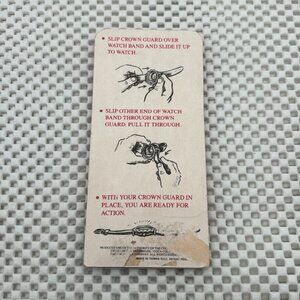 • SLIP CROWN GUARD OVER
WATCH BAND AND SLIDE IT UP
TO WATCH.
• SLIP OTHER END OF WATCH
BAND THROUGH CROWN
GUARD. PULL IT THROUGH.
• WITH YOUR CROWN GUARD IN
PLACE, YOU ARE READY FOR
ACTION.